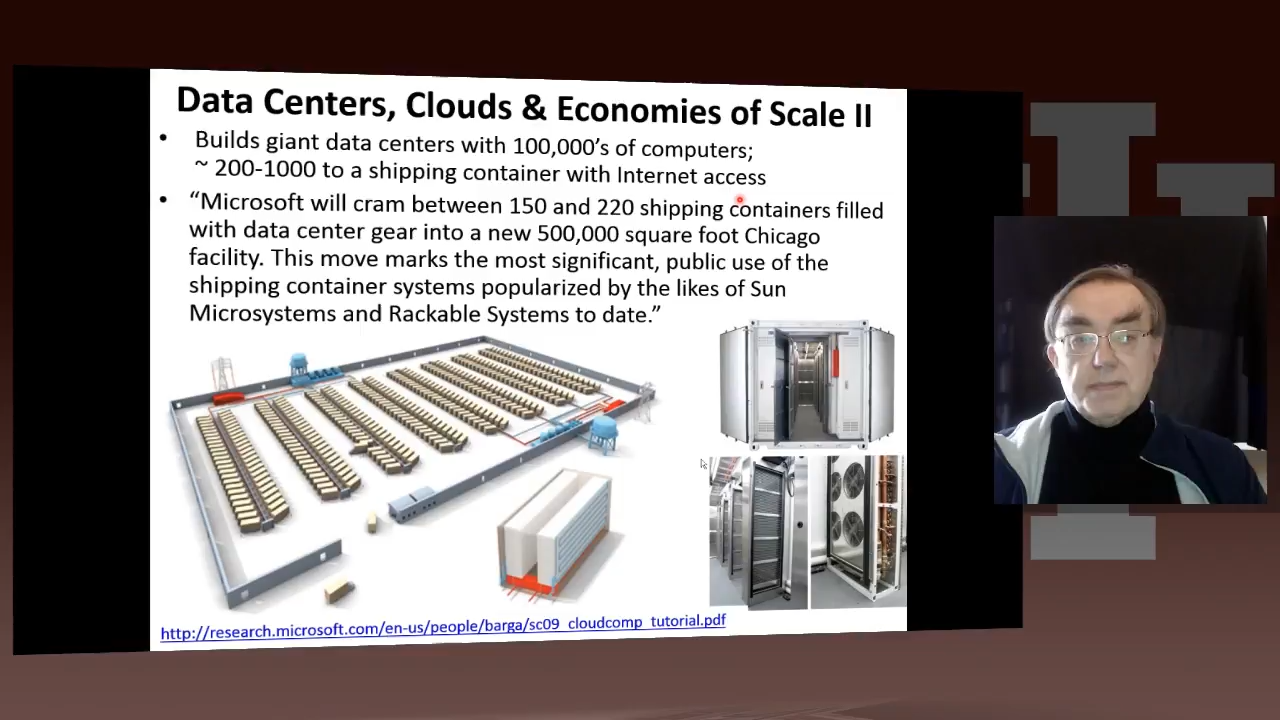 Data Centers, Clouds & Economies of Scale II
• Builds giant data centers with 100,000's of computers;
~ 200-1000 to a shipping container with Internet access
• “Microsoft will cram between 150 and 220 shipping containers filled
with data center gear into a new 500,000 square foot Chicago
facility. This move marks the most significant, public use of the
shipping container systems popularized by the likes of Sun
Microsystems and Rackable Systems to date.”
http://research.microsoft.com/en-us/people/barga/sc09_cloudcomp_tutorial.pdf